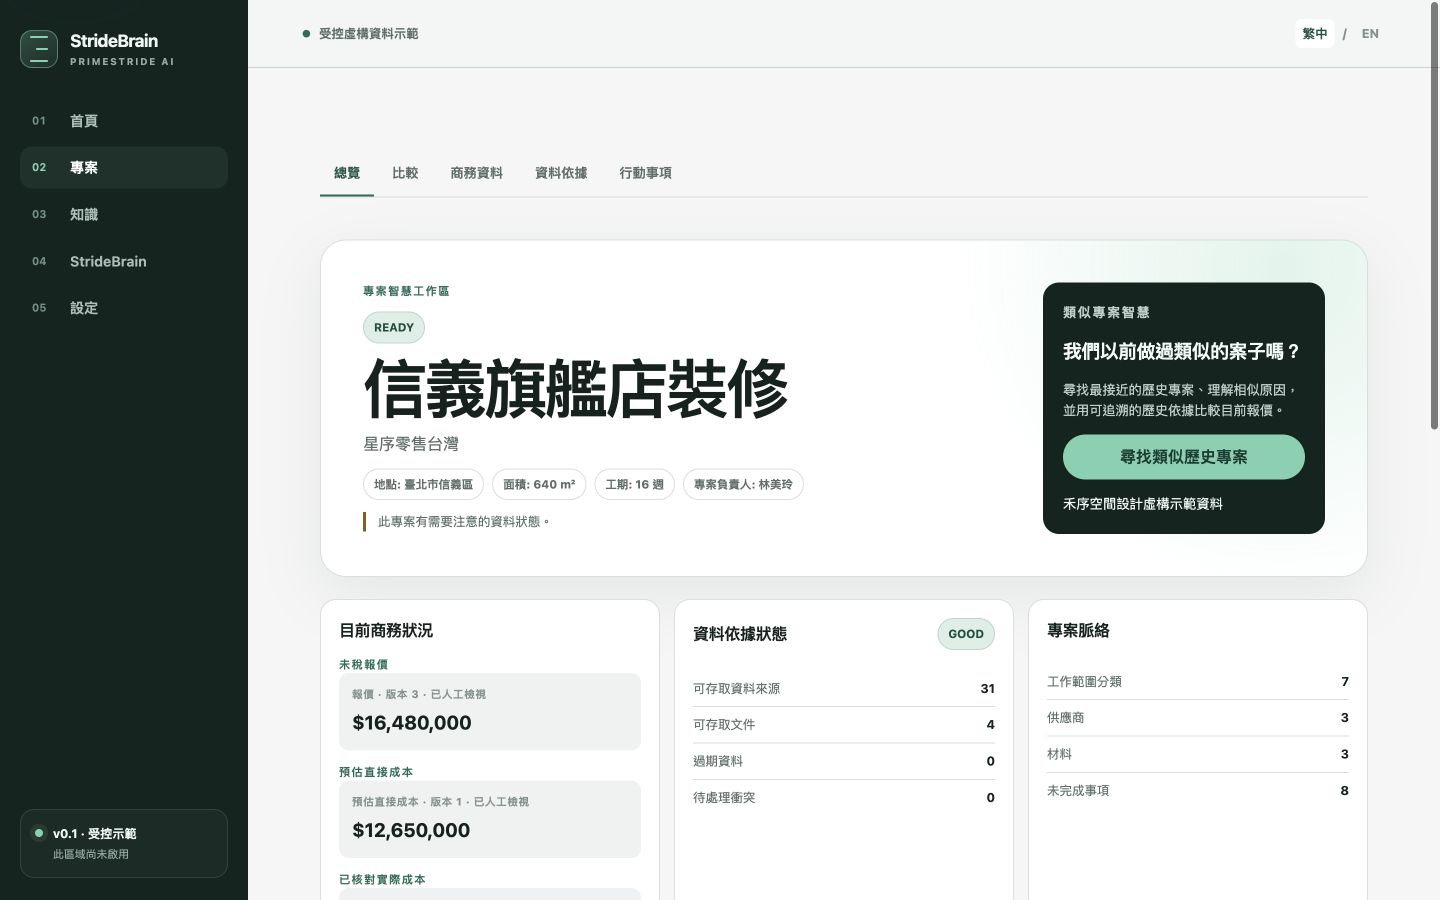 StrideBrain
PRIMESTRIDE AI
01 首頁
02 專案
03 知識
04 StrideBrain
05 設定
v0.1 · 受控示範
此區域尚未啟用
受控虛構資料示範
繁中 / EN
總覽 比較 商務資料 資料依據 行動事項
專案智慧工作區
READY
信義旗艦店裝修
星序零售台灣
地點: 臺北市信義區 面積: 640 m² 工期: 16 週 專案負責人: 林美玲
此專案有需要注意的資料狀態。
類似專案智慧
我們以前做過類似的案子嗎？
尋找最接近的歷史專案、理解相似原因，
並用可追溯的歷史依據比較目前報價。
尋找類似歷史專案
禾序空間設計虛構示範資料
目前商務狀況
未稅報價
報價 · 版本 3 · 已人工檢視
$16,480,000
預估直接成本
預估直接成本 · 版本 1 · 已人工檢視
$12,650,000
已核對實際成本
資料依據狀態 GOOD
可存取資料來源 31
可存取文件 4
過期資料 0
待處理衝突 0
專案脈絡
工作範圍分類 7
供應商 3
材料 3
未完成事項 8